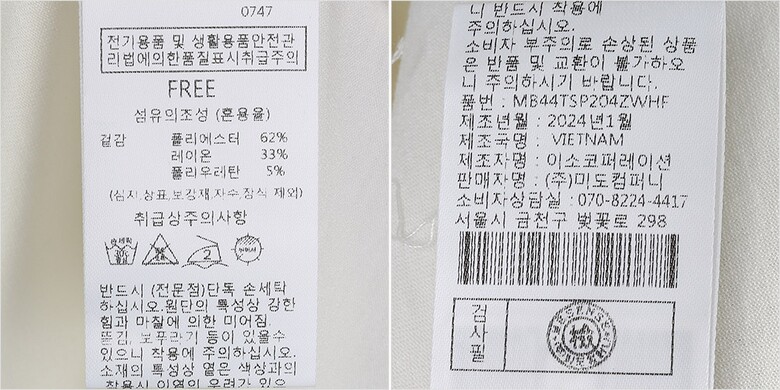 0747
전기용품 및 생활용품안전관
리법에의한품질표시취급주의
FREE
섬유의조성 (혼용율)
겉감 폴리에스터 62%
레이온 33%
폴리우레탄 5%
(심지,상표,보강재,자수,장식 제외)
취급상주의사항
반드시 (전문점)단독 손세탁
하십시오.원단의 특성상 강한
힘과 마찰에 의한 미어짐,
뜯김, 보푸라기 등이 있을수
있으니 착용에 주의하십시오.
소재의 특성상 옅은 색상과의
착용시 이염의 우려가 있으
니 반드시 착용에
주의하십시오.
소비자 부주의로 손상된 상품
은 반품 및 교환이 불가하오
니 주의하시기 바랍니다.
품번 : MB44TSP204ZWHF
제조년월 : 2024년1월
제조국명 : VIETNAM
제조자명 : 이소코퍼레이션
판매자명 : (주)미도컴퍼니
소비자상담실 : 070-8224-4417
서울시 금천구 벚꽃로 298
검사필